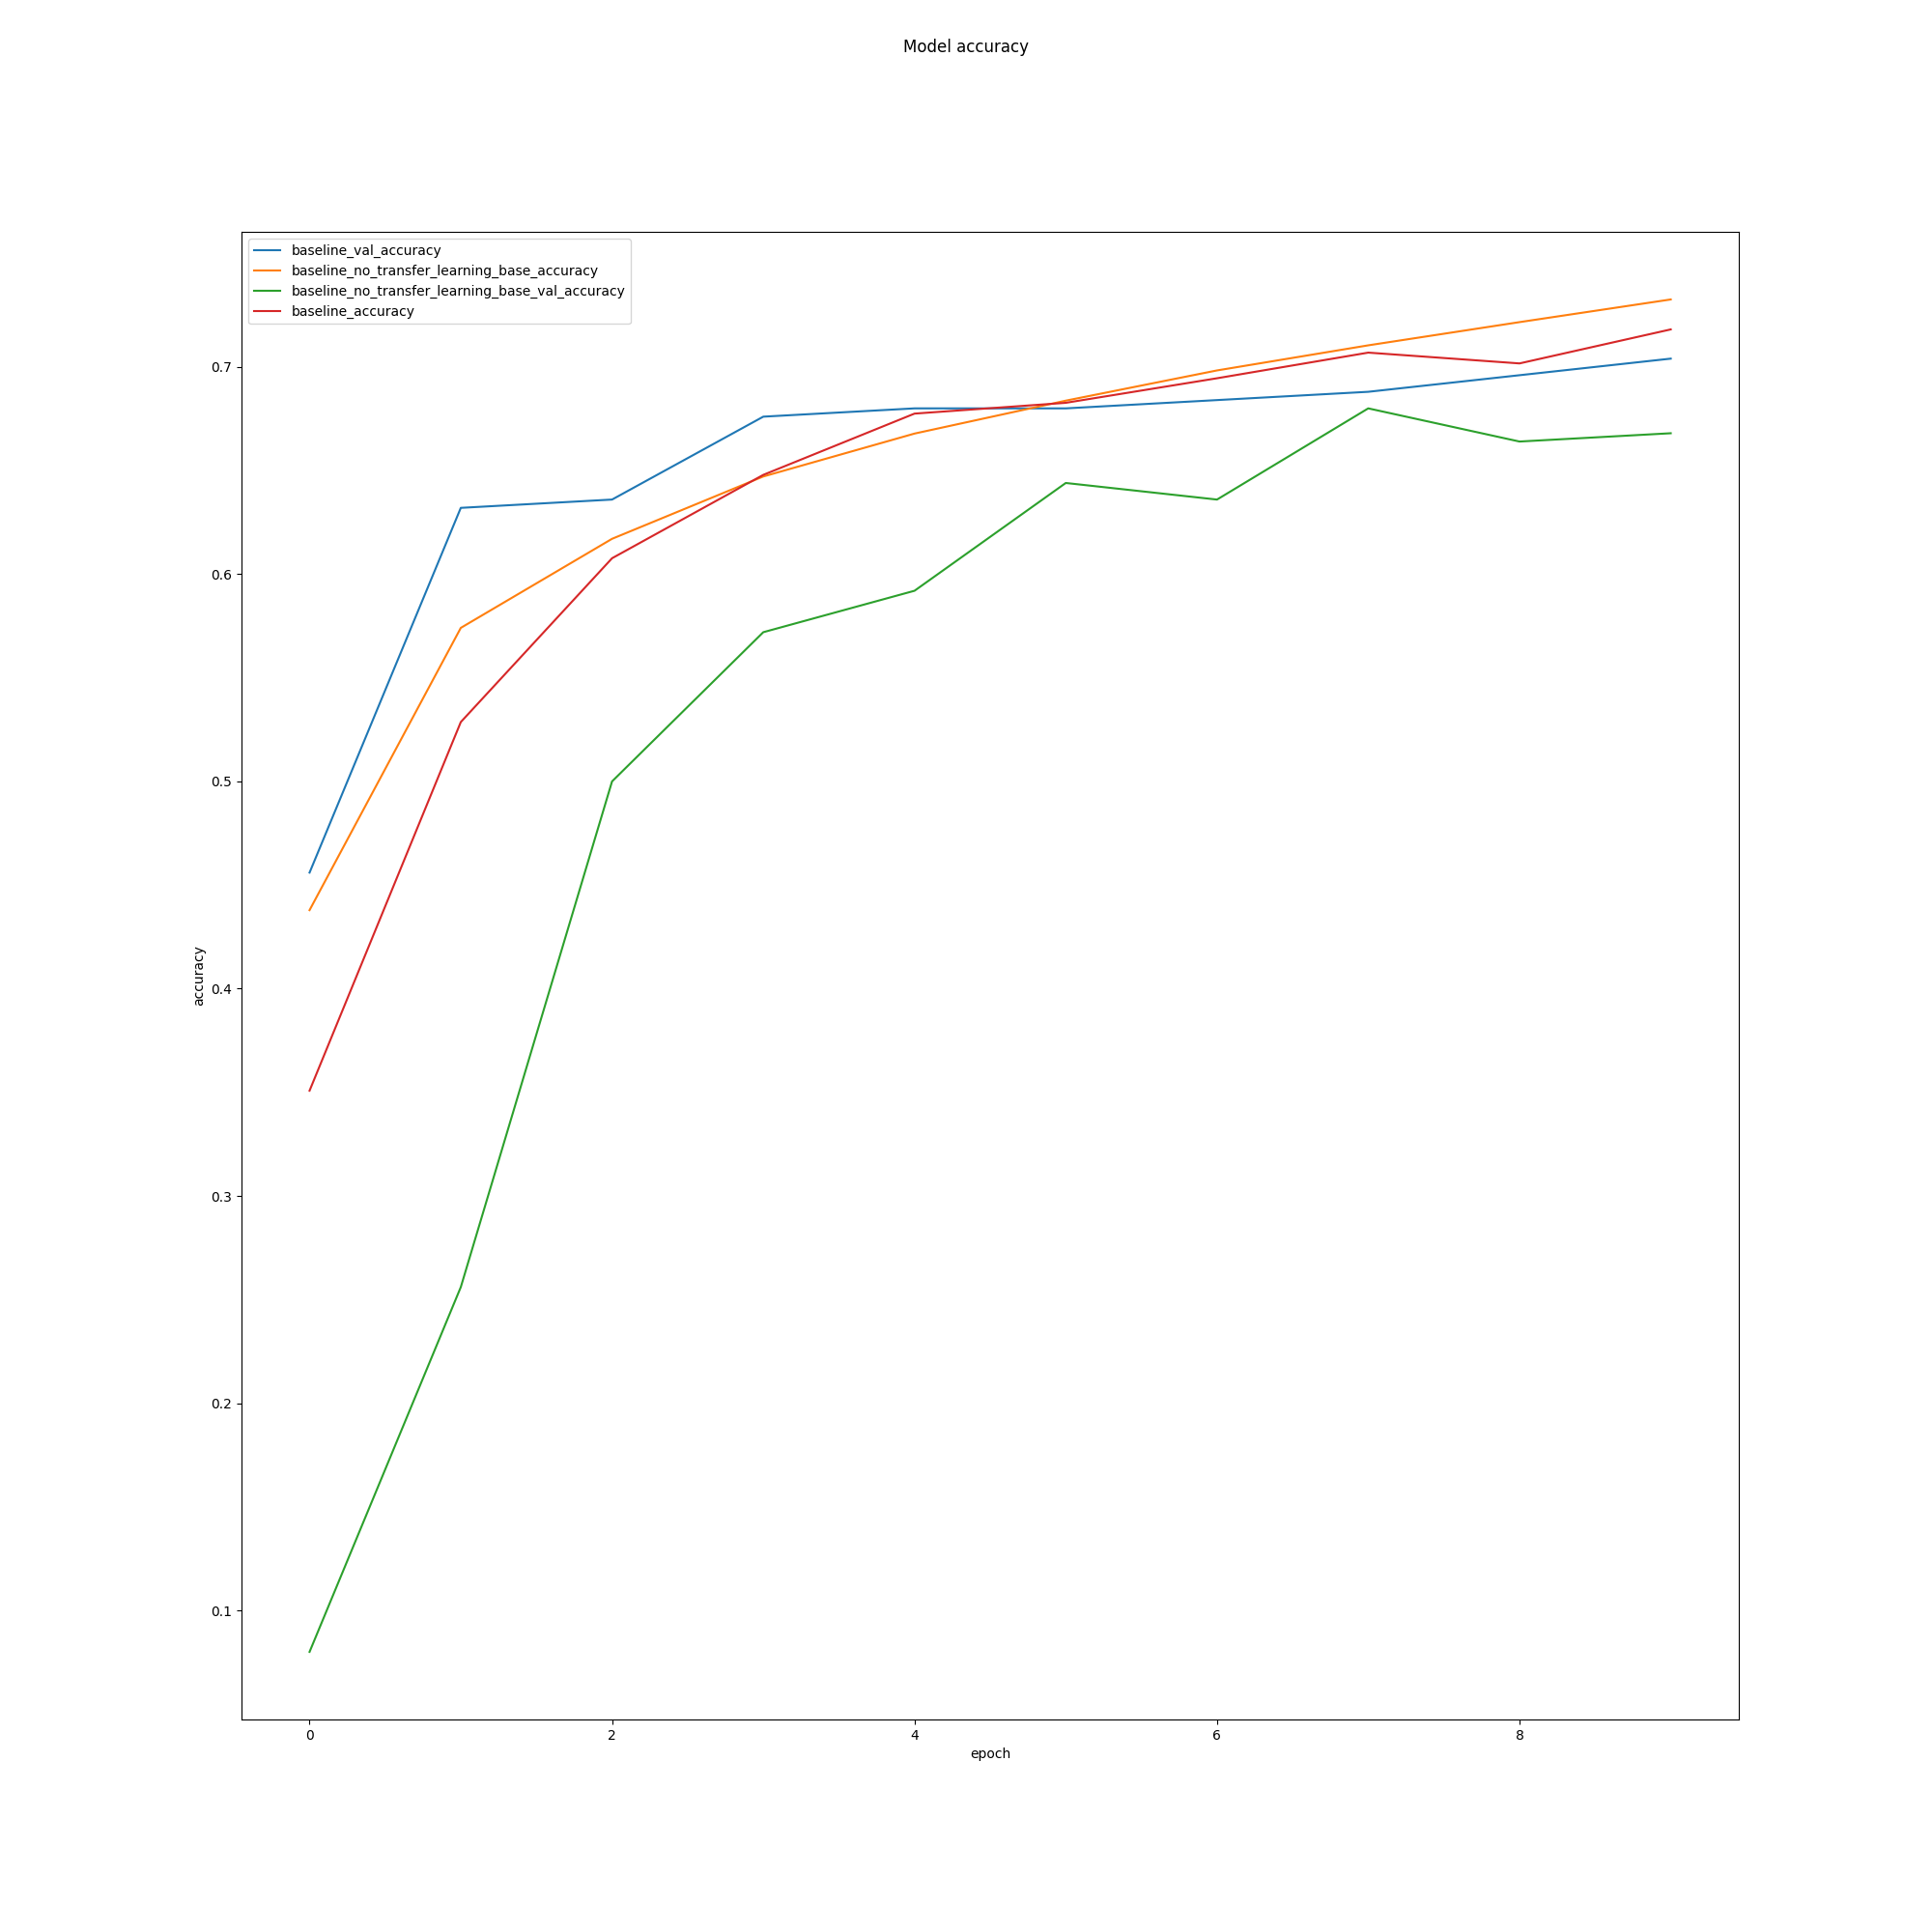 Model accuracy
baseline_val_accuracy
baseline_no_transfer_learning_base_accuracy
baseline_no_transfer_learning_base_val_accuracy
baseline_accuracy
0.7
0.6
0.5
0.4
0.3
0.2
0.1
accuracy
0 2 4 6 8
epoch